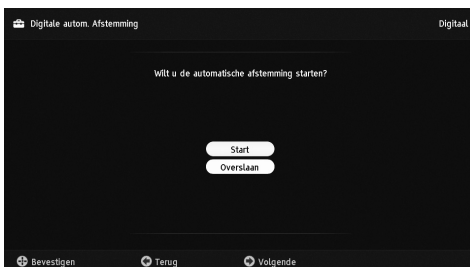 Digitale autom. Afstemming Digitaal
Wilt u de automatische afstemming starten?
Start
Overslaan
Bevestigen Terug Volgende